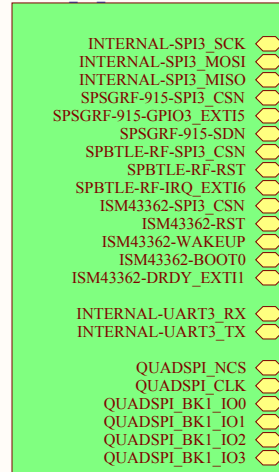 INTERNAL-SPI3_SCK
INTERNAL-SPI3_MOSI
INTERNAL-SPI3_MISO
SPSGRF-915-SPI3_CSN
SPSGRF-915-GPIO3_EXTI5
SPSGRF-915-SDN
SPBTLE-RF-SPI3_CSN
SPBTLE-RF-RST
SPBTLE-RF-IRQ_EXTI6
ISM43362-SPI3_CSN
ISM43362-RST
ISM43362-WAKEUP
ISM43362-BOOT0
ISM43362-DRDY_EXTI1
INTERNAL-UART3_RX
INTERNAL-UART3_TX
QUADSPI_NCS
QUADSPI_CLK
QUADSPI_BK1_IO0
QUADSPI_BK1_IO1
QUADSPI_BK1_IO2
QUADSPI_BK1_IO3